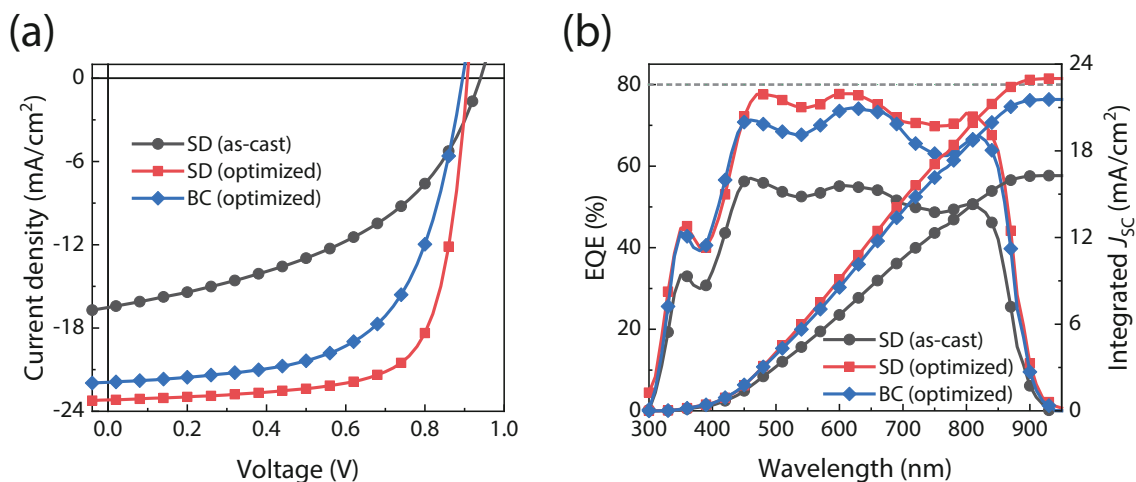 (a)
Current density (mA/cm²)
0
-6
-12
-18
-24
SD (as-cast)
SD (optimized)
BC (optimized)
0.0 0.2 0.4 0.6 0.8 1.0
Voltage (V)
(b)
EQE (%)
80
60
40
20
0
SD (as-cast)
SD (optimized)
BC (optimized)
24
18
12
6
0
Integrated JSC (mA/cm²)
300 400 500 600 700 800 900
Wavelength (nm)